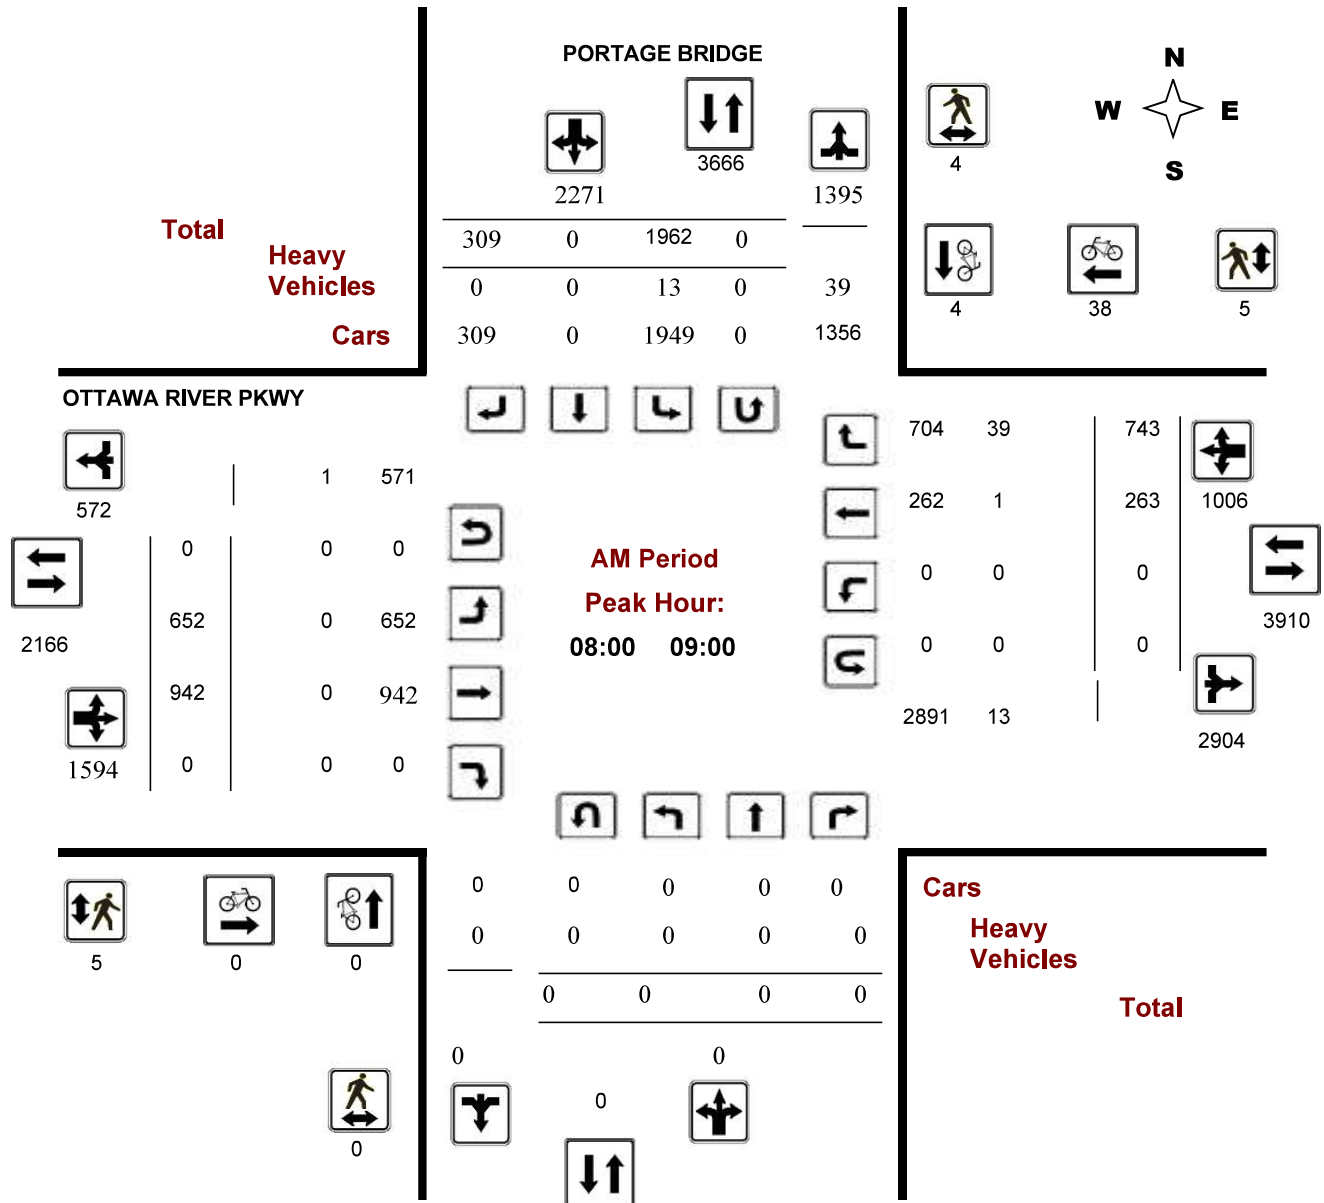 PORTAGE BRIDGE
N
W E
S
3666
4
2271 1395
Total
309 0 1962 0
Heavy
Vehicles
0 0 13 0 39
4 38 5
Cars
309 0 1949 0 1356
OTTAWA RIVER PKWY
704 39 743
1 571
572
262 1 263 1006
0 0 0
AM Period
0 0 0
Peak Hour:
652 0 652
3910
2166
08:00 09:00
0 0 0
942 0 942
2891 13
2904
1594 0 0 0
0 0 0 0 0
Cars
0 0 0 0 0
Heavy
Vehicles
5 0 0
0 0 0 0
Total
0 0
0
0